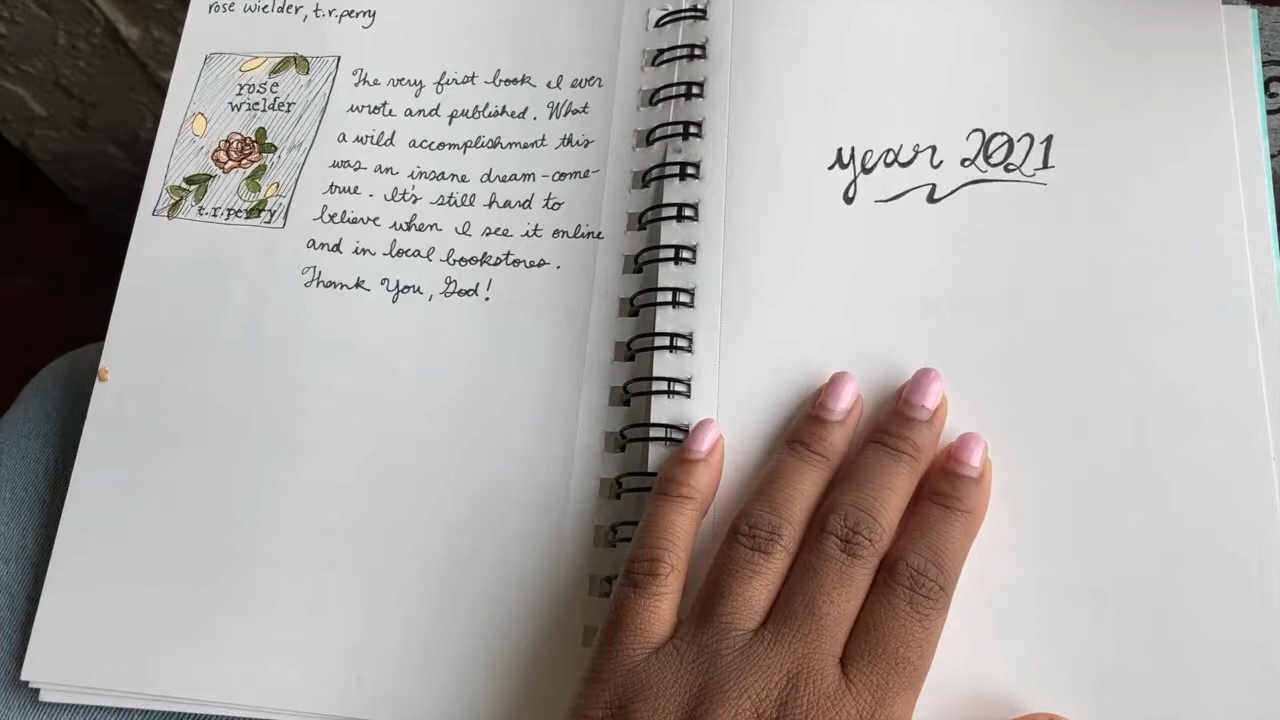 rose wielder, t.r.perry
rose
wielder
t.r.perry
The very first book I ever
wrote and published. What
a wild accomplishment this
was an insane dream-come-
true. It's still hard to
believe when I see it online
and in local bookstores.
Thank You, God!
year 2021